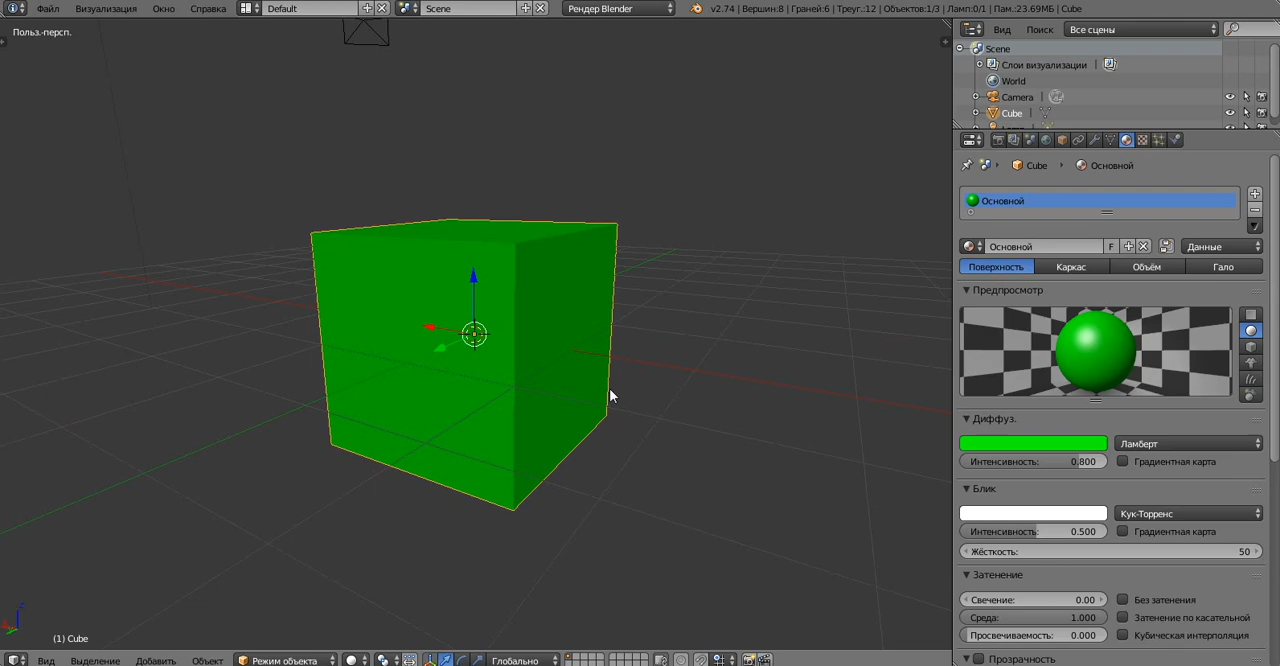 Файл Визуализация Окно Справка Default Scene Рендер Blender v2.74 | Вершин:8 | Граней:6 | Треуг.:12 | Объектов:1/3 | Ламп:0/1 | Пам.:23.69МБ | Cube
Польз.-персп.
Вид Поиск Все сцены
Scene
Слои визуализации
World
Camera
Cube
Cube Основной
Основной
Основной F Данные
Поверхность Каркас Объём Гало
Предпросмотр
Диффуз.
Ламберт
Интенсивность: 0.800 Градиентная карта
Блик
Кук-Торренс
Интенсивность: 0.500 Градиентная карта
Жёсткость: 50
Затенение
Свечение: 0.00 Без затенения
Среда: 1.000 Затенение по касательной
Просвечиваемость: 0.000 Кубическая интерполяция
Прозрачность
z
(1) Cube
Вид Выделение Добавить Объект Режим объекта Глобально